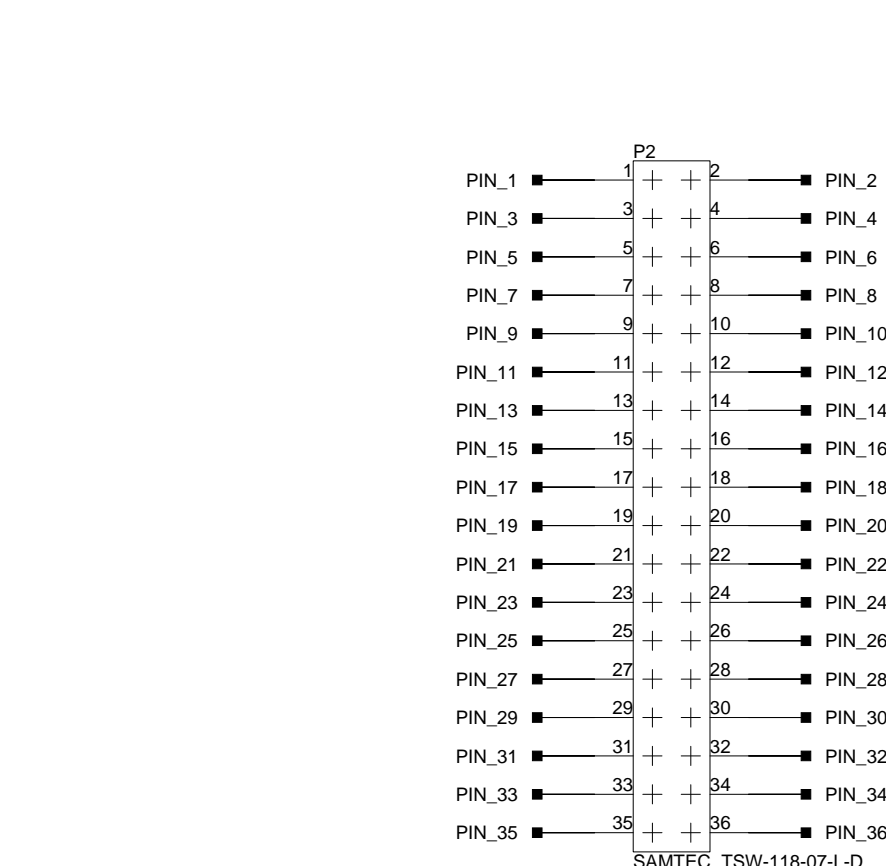 P2
PIN_1 1 2 PIN_2
PIN_3 3 4 PIN_4
PIN_5 5 6 PIN_6
PIN_7 7 8 PIN_8
PIN_9 9 10 PIN_10
PIN_11 11 12 PIN_12
PIN_13 13 14 PIN_14
PIN_15 15 16 PIN_16
PIN_17 17 18 PIN_18
PIN_19 19 20 PIN_20
PIN_21 21 22 PIN_22
PIN_23 23 24 PIN_24
PIN_25 25 26 PIN_26
PIN_27 27 28 PIN_28
PIN_29 29 30 PIN_30
PIN_31 31 32 PIN_32
PIN_33 33 34 PIN_34
PIN_35 35 36 PIN_36
SAMTEC_TSW-118-07-L-D